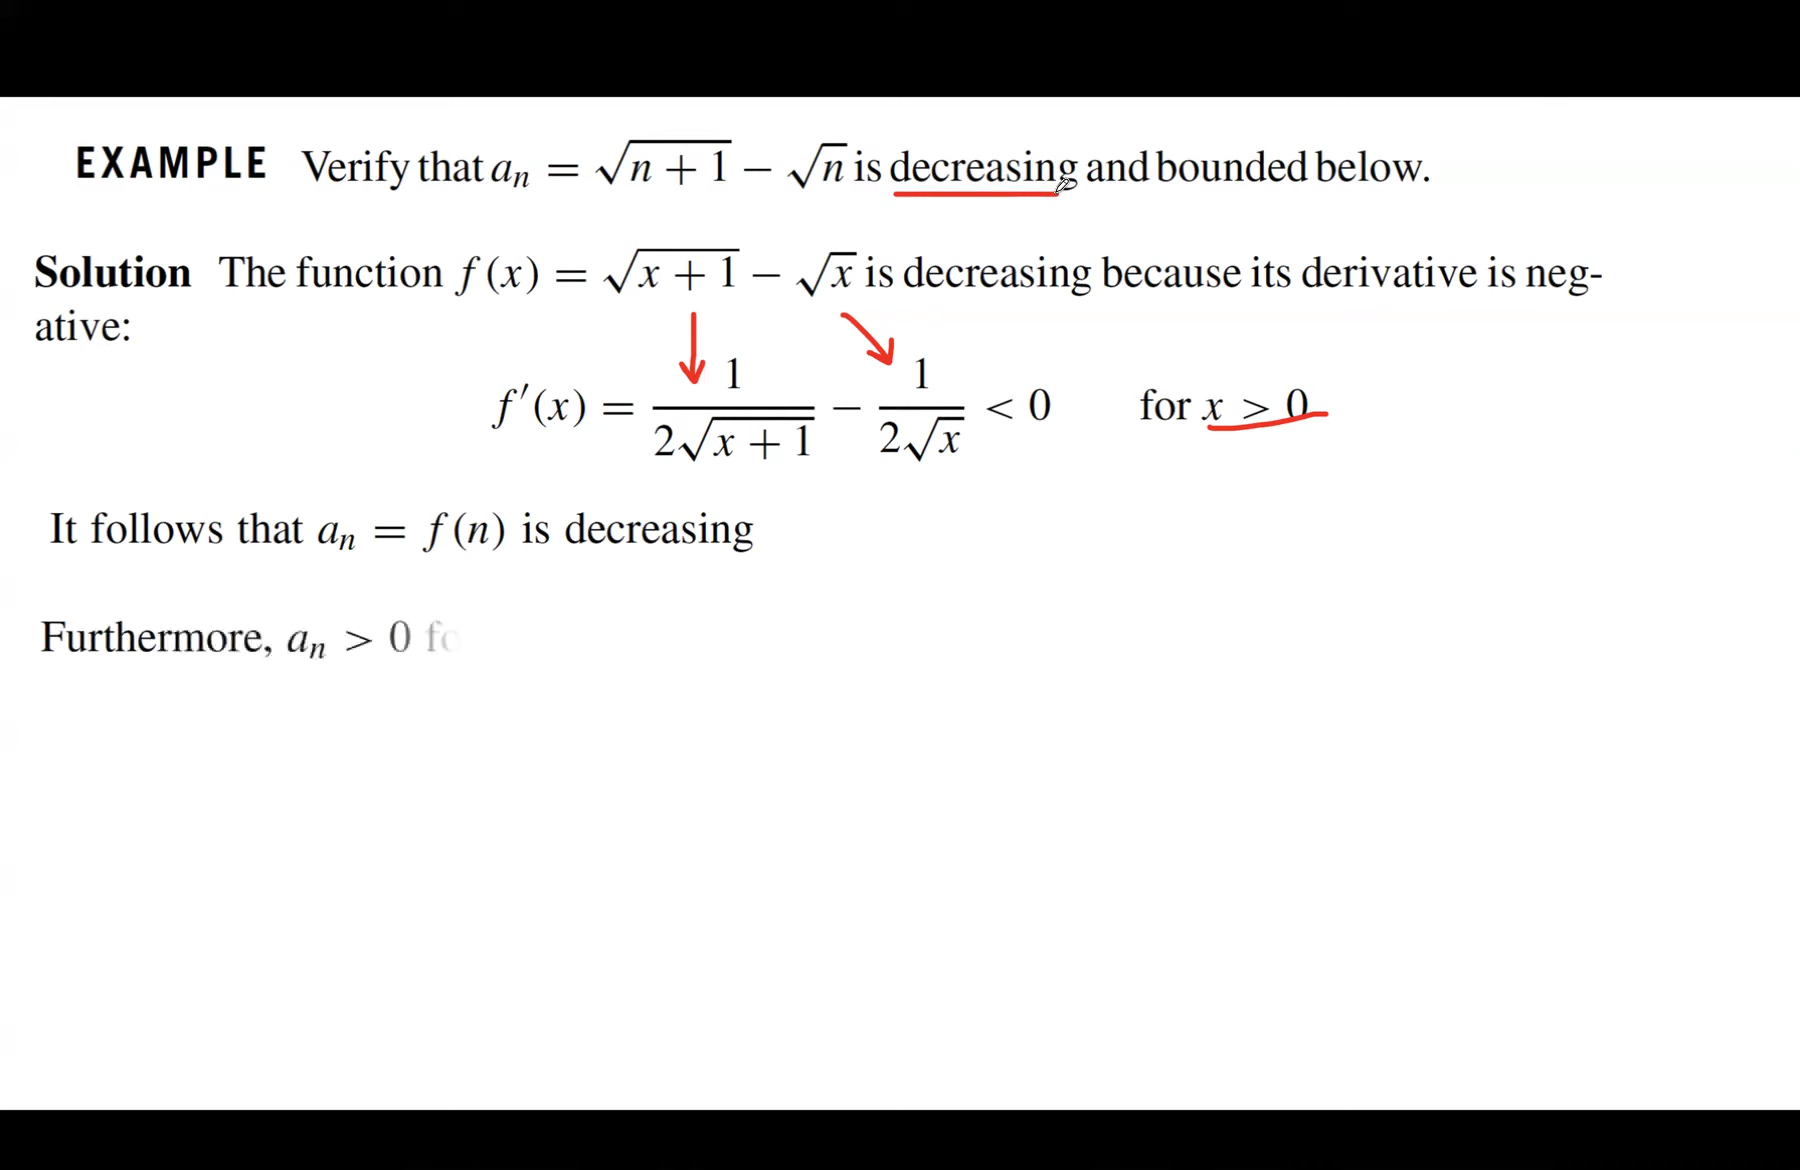 EXAMPLE Verify that aₙ = √(n + 1) − √n is decreasing and bounded below.
Solution The function f(x) = √(x + 1) − √x is decreasing because its derivative is neg-
ative:
f′(x) = 1/(2√(x + 1)) − 1/(2√x) < 0 for x > 0
It follows that aₙ = f(n) is decreasing
Furthermore, aₙ > 0